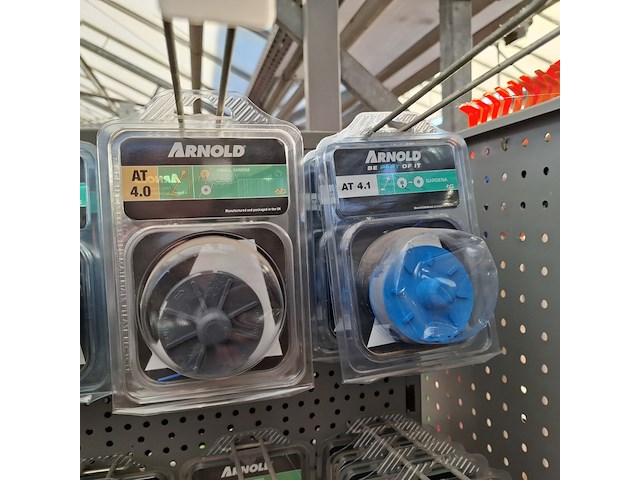 ARNOLD
AT
4.0
GARDENA
Manufactured and packaged in the UK
ARNOLD
BE PART OF IT
AT 4.1
GARDENA
ARNOLD